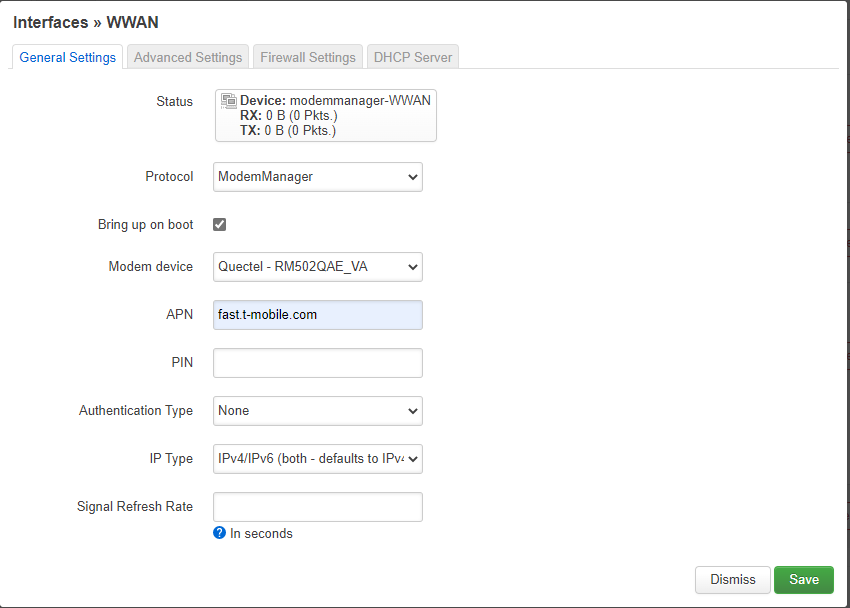 Interfaces » WWAN
General Settings
Advanced Settings
Firewall Settings
DHCP Server
Status
Device: modemmanager-WWAN
RX: 0 B (0 Pkts.)
TX: 0 B (0 Pkts.)
Protocol
ModemManager
Bring up on boot
Modem device
Quectel - RM502QAE_VA
APN
fast.t-mobile.com
PIN
Authentication Type
None
IP Type
IPv4/IPv6 (both - defaults to IPv4
Signal Refresh Rate
? In seconds
Dismiss
Save